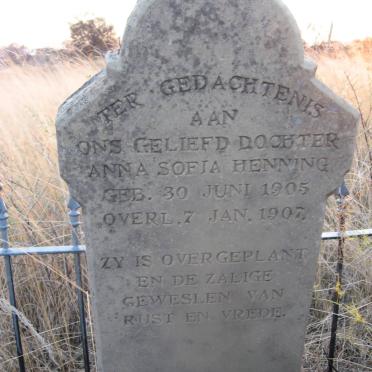 TER GEDACHTENIS
AAN
ONS GELIEFD DOCHTER
ANNA SOFIA HENNING
GEB. 30 JUNI 1905
OVERL. 7 JAN. 1907.
ZY IS OVERGEPLANT
EN DE ZALIGE
GEWESLEN VAN
RUST EN VREDE.